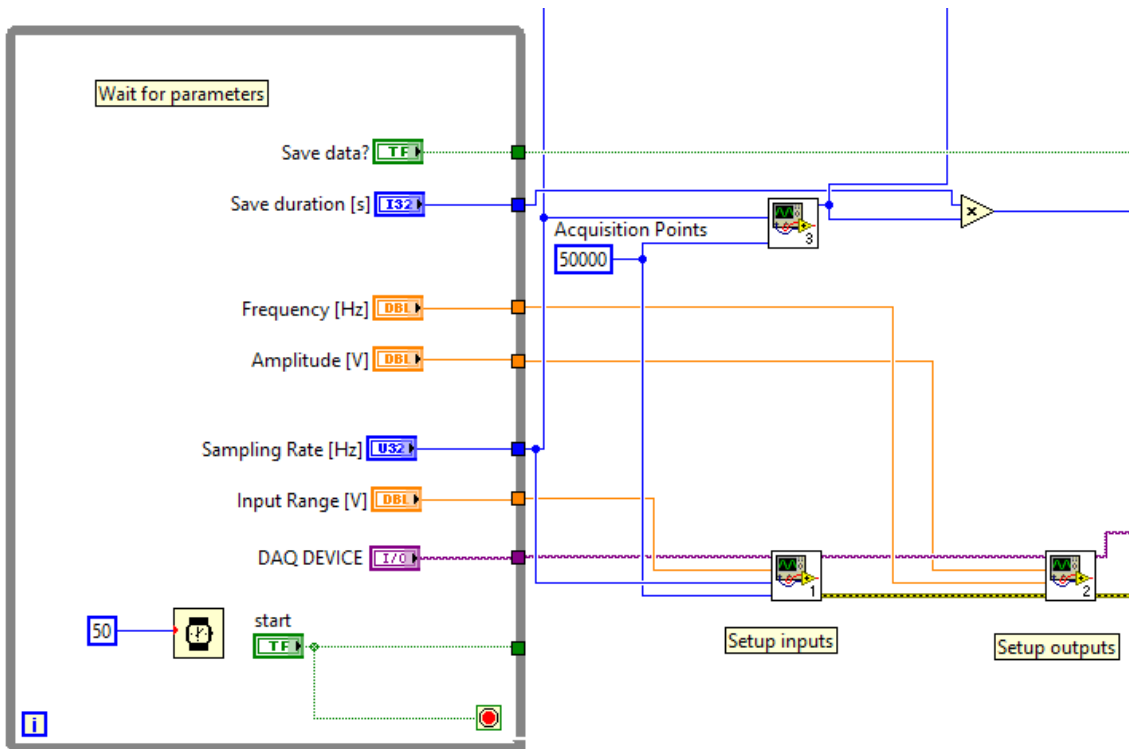 Wait for parameters
Save data?
TF
Save duration [s]
I32
Acquisition Points
50000
3
x
Frequency [Hz]
DBL
Amplitude [V]
DBL
Sampling Rate [Hz]
U32
Input Range [V]
DBL
DAQ DEVICE
I/O
1
2
50
start
TF
Setup inputs
Setup outputs
i